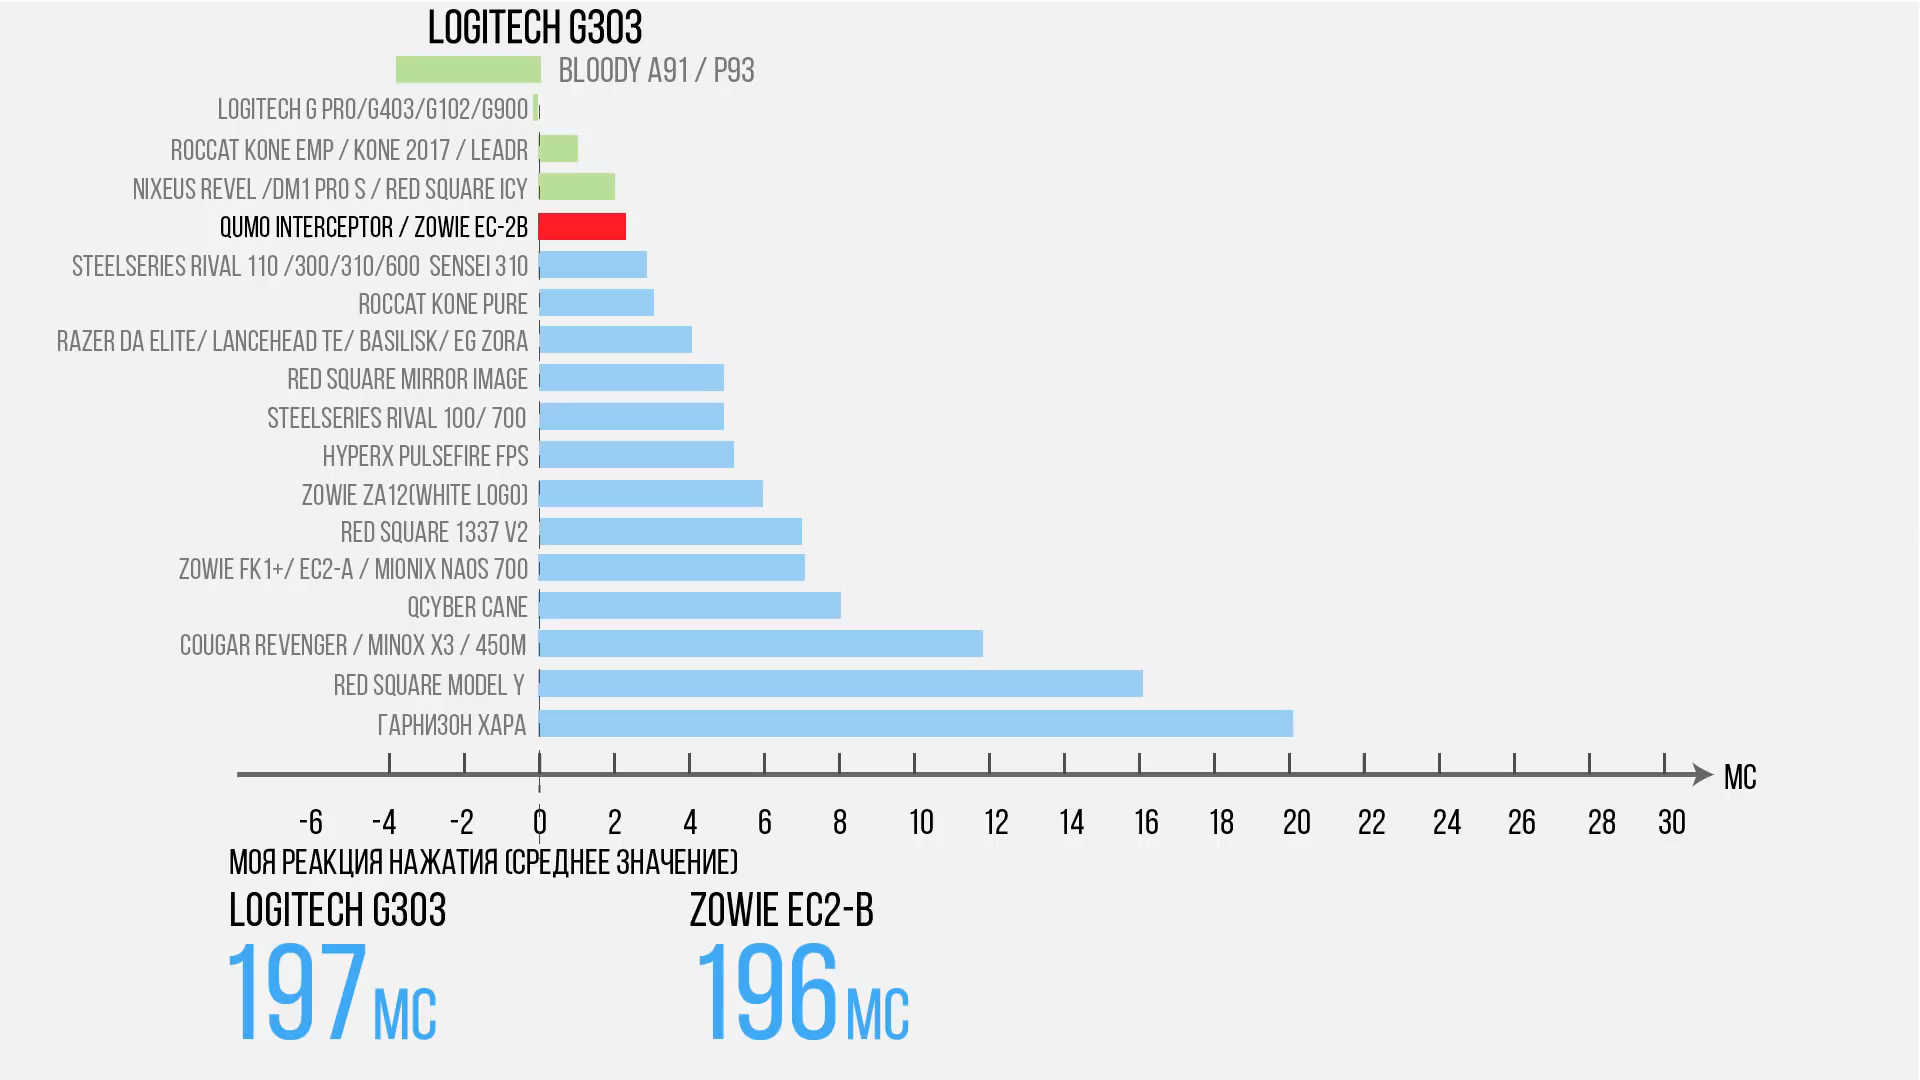 LOGITECH G303
BLOODY A91 / P93
LOGITECH G PRO/G403/G102/G900
ROCCAT KONE EMP / KONE 2017 / LEADR
NIXEUS REVEL /DM1 PRO S / RED SQUARE ICY
QUMO INTERCEPTOR / ZOWIE EC-2B
STEELSERIES RIVAL 110 /300/310/600 SENSEI 310
ROCCAT KONE PURE
RAZER DA ELITE/ LANCEHEAD TE/ BASILISK/ EG ZORA
RED SQUARE MIRROR IMAGE
STEELSERIES RIVAL 100/ 700
HYPERX PULSEFIRE FPS
ZOWIE ZA12(WHITE LOGO)
RED SQUARE 1337 V2
ZOWIE FK1+/ EC2-A / MIONIX NAOS 700
QCYBER CANE
COUGAR REVENGER / MINOX X3 / 450M
RED SQUARE MODEL Y
ГАРНИЗОН ХАРА
МС
-6 -4 -2 0 2 4 6 8 10 12 14 16 18 20 22 24 26 28 30
МОЯ РЕАКЦИЯ НАЖАТИЯ (СРЕДНЕЕ ЗНАЧЕНИЕ)
LOGITECH G303 ZOWIE EC2-B
197 МС 196 МС